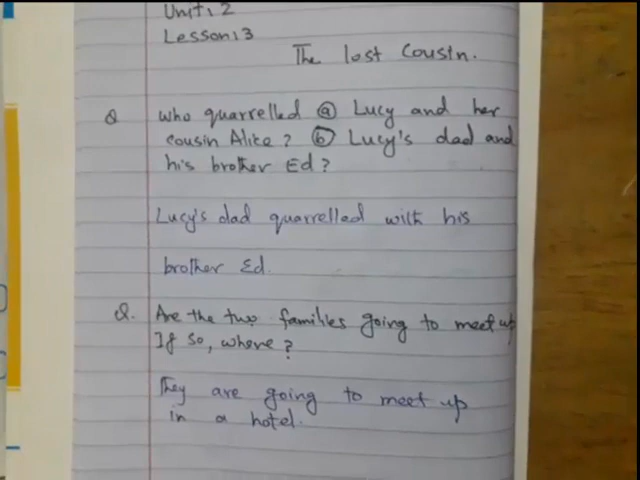 Unit: 2
Lesson: 3
The lost Cousin.
Q who quarrelled ⓐ Lucy and her
cousin Alice? ⓑ Lucy's dad and
his brother Ed?
Lucy's dad quarrelled with his
brother Ed.
Q. Are the two families going to meet up
If so, where?
They are going to meet up
in a hotel.